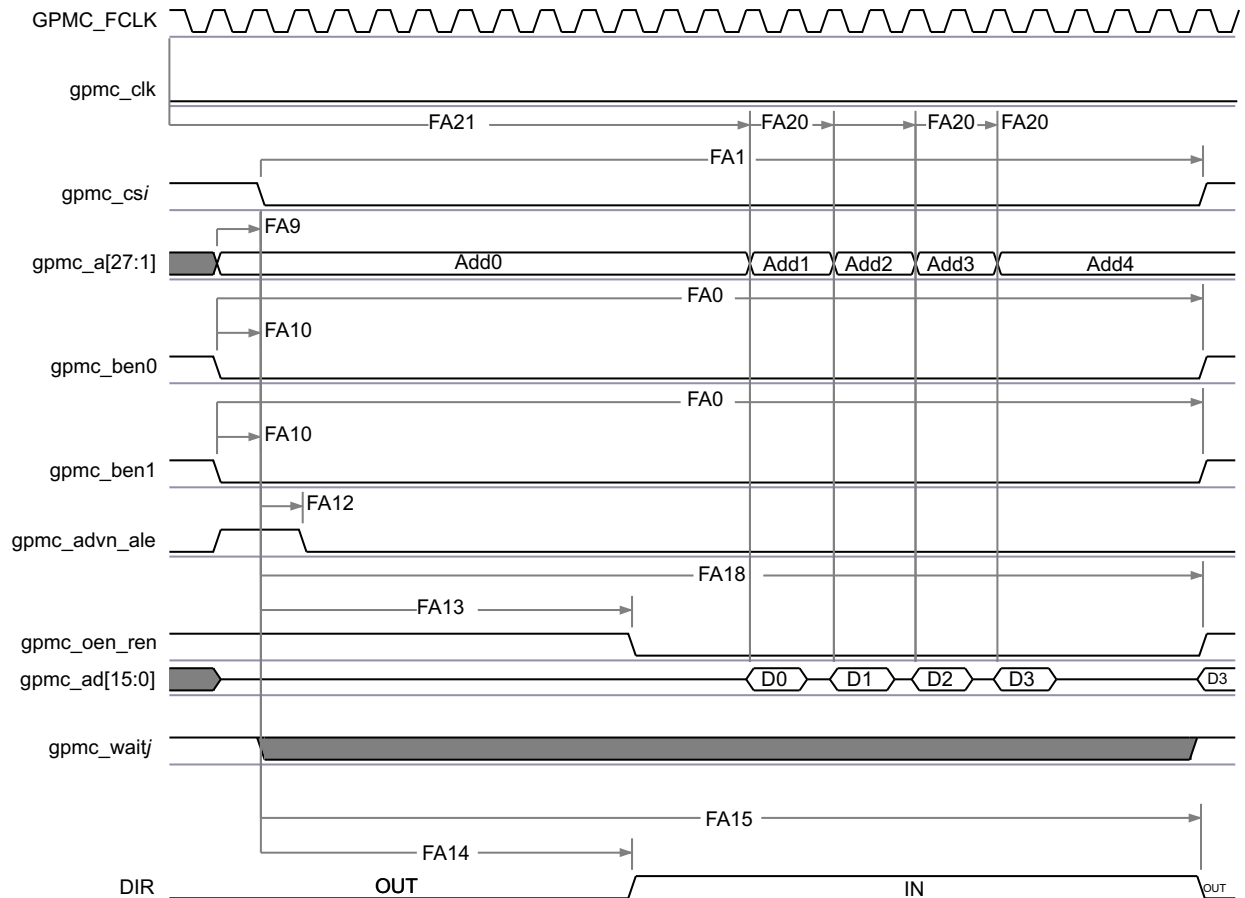 GPMC_FCLK
gpmc_clk
FA21 FA20 FA20 FA20
FA1
gpmc_csi
FA9
gpmc_a[27:1] Add0 Add1 Add2 Add3 Add4
FA0
FA10
gpmc_ben0
FA0
FA10
gpmc_ben1
FA12
gpmc_advn_ale
FA18
FA13
gpmc_oen_ren
gpmc_ad[15:0] D0 D1 D2 D3 D3
gpmc_waitj
FA15
FA14
DIR OUT IN OUT